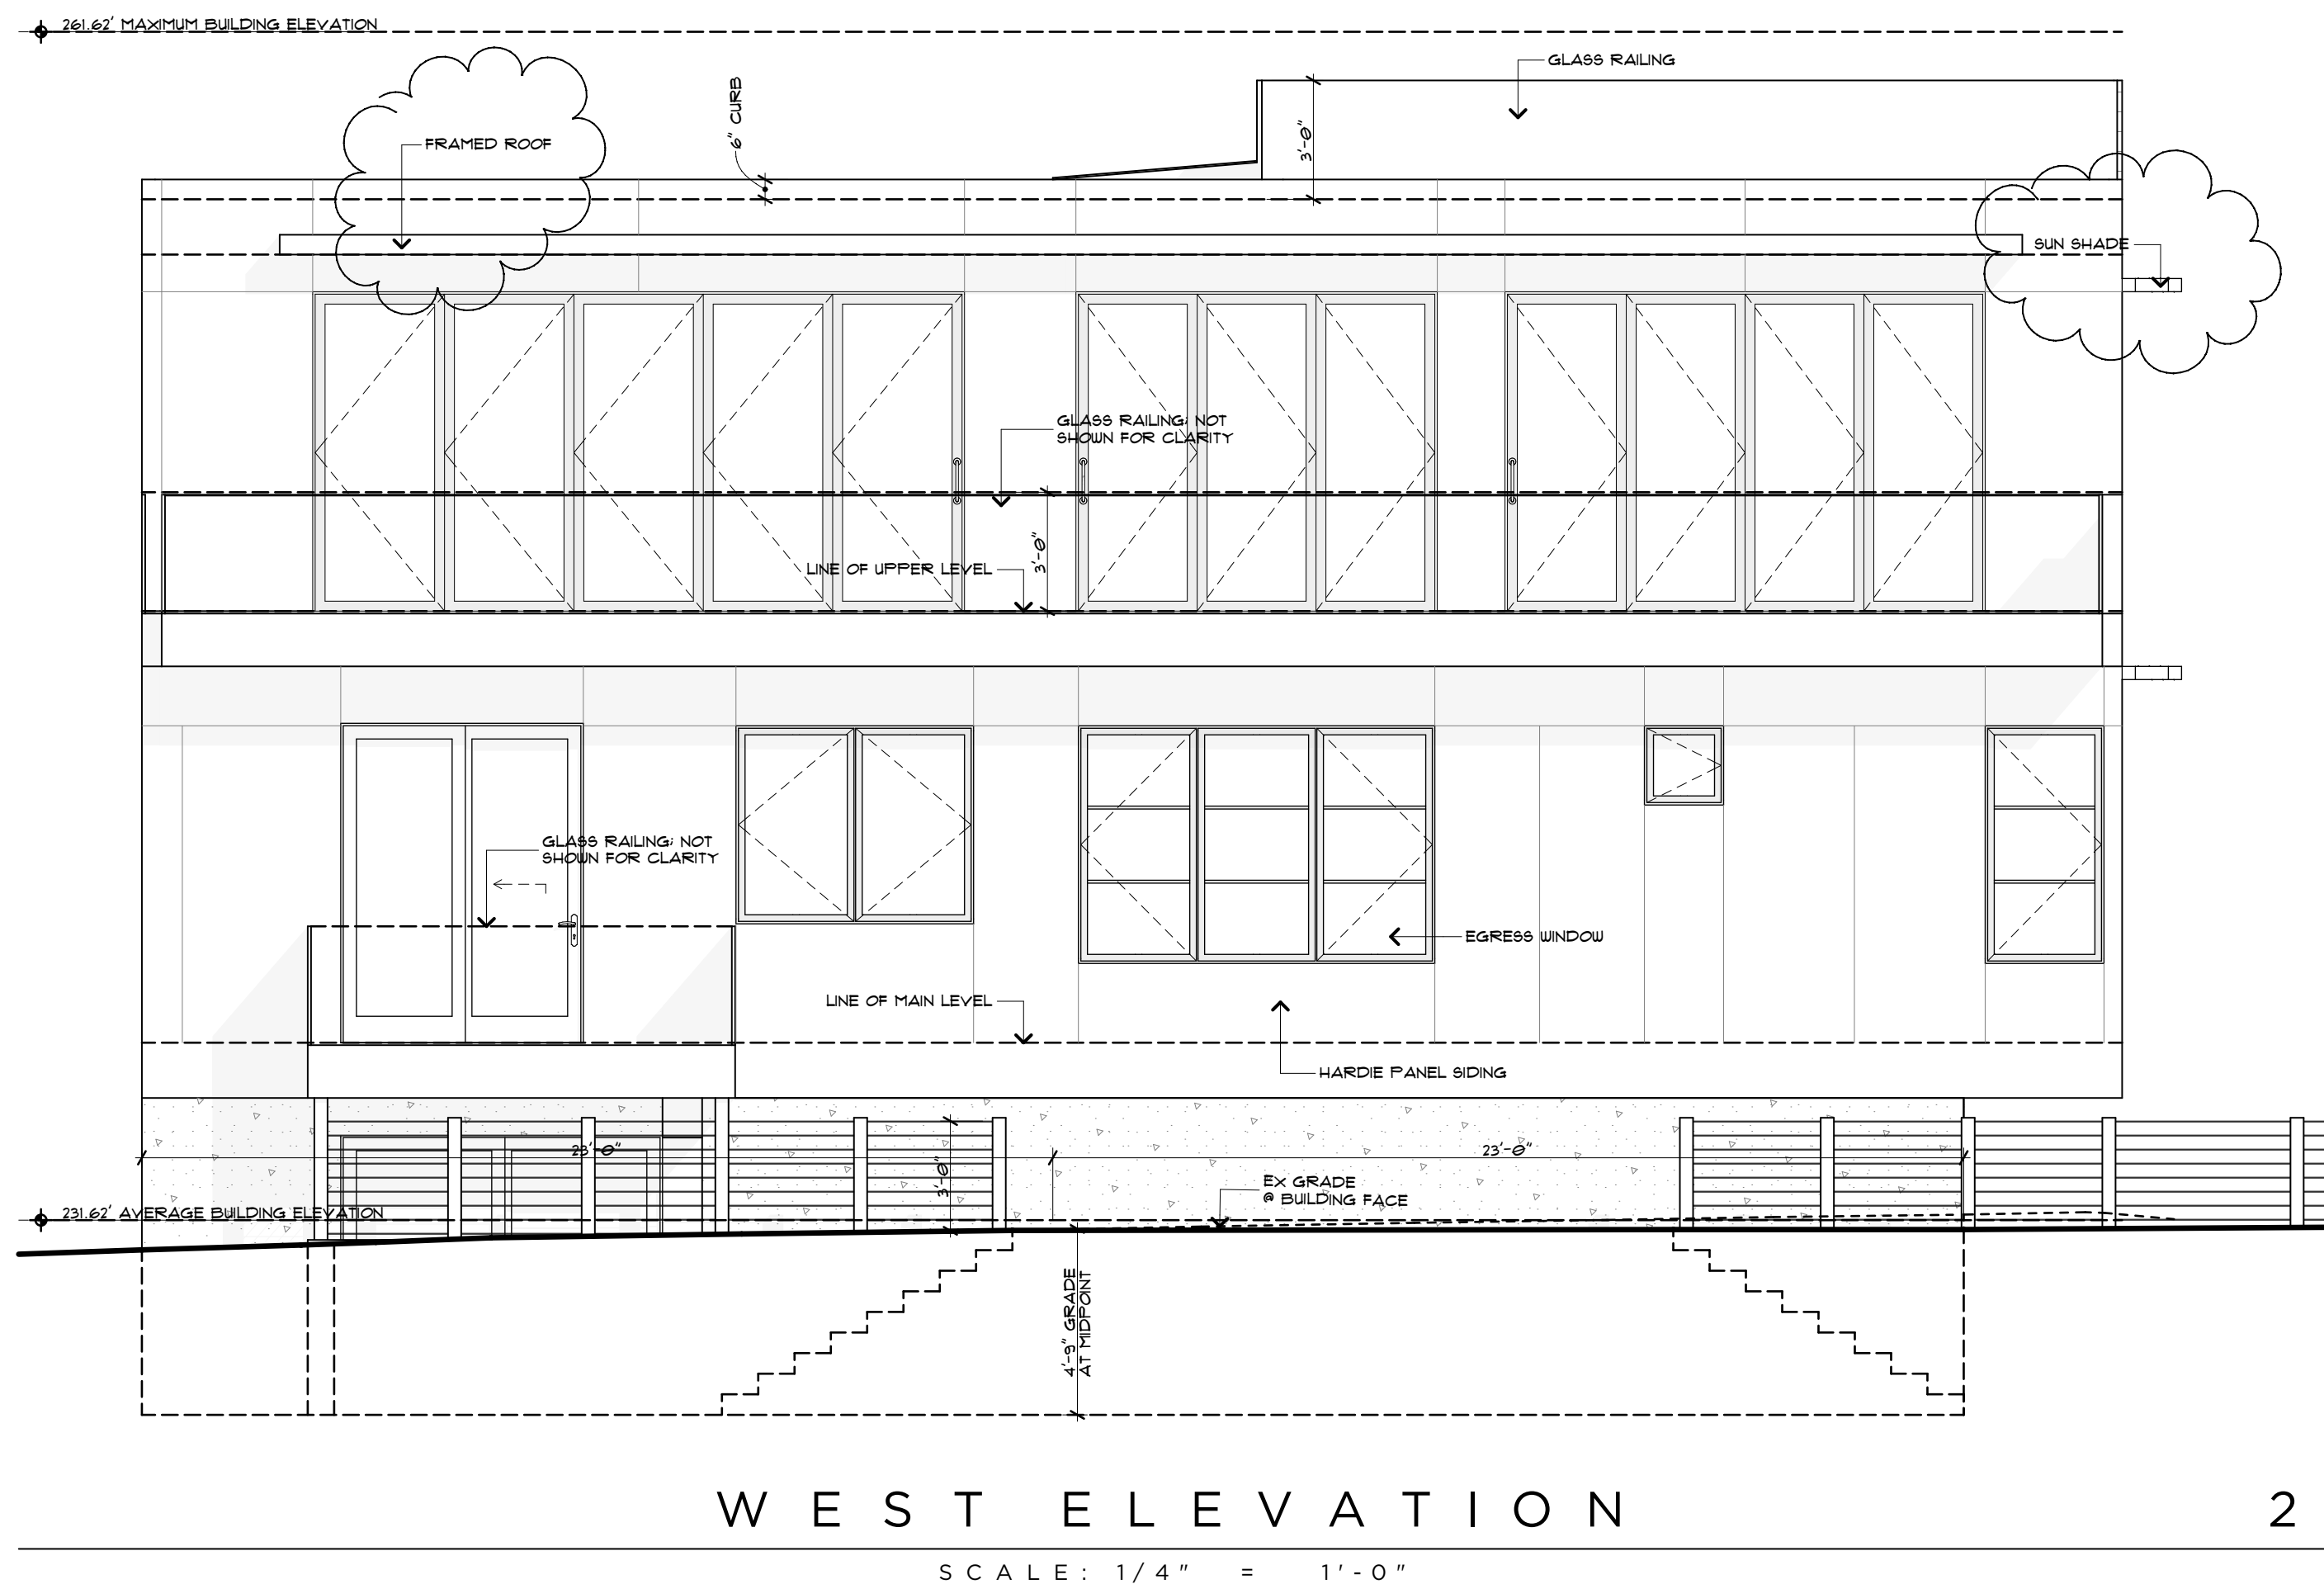 261.62' MAXIMUM BUILDING ELEVATION
GLASS RAILING
6" CURB
FRAMED ROOF
3'-0"
SUN SHADE
GLASS RAILING; NOT
SHOWN FOR CLARITY
3'-0"
LINE OF UPPER LEVEL
GLASS RAILING; NOT
SHOWN FOR CLARITY
EGRESS WINDOW
LINE OF MAIN LEVEL
HARDIE PANEL SIDING
23'-0"
23'-0"
3'-0"
EX GRADE
@ BUILDING FACE
231.62' AVERAGE BUILDING ELEVATION
4'-9" GRADE
AT MIDPOINT
WEST ELEVATION
2
SCALE: 1/4" = 1'-0"